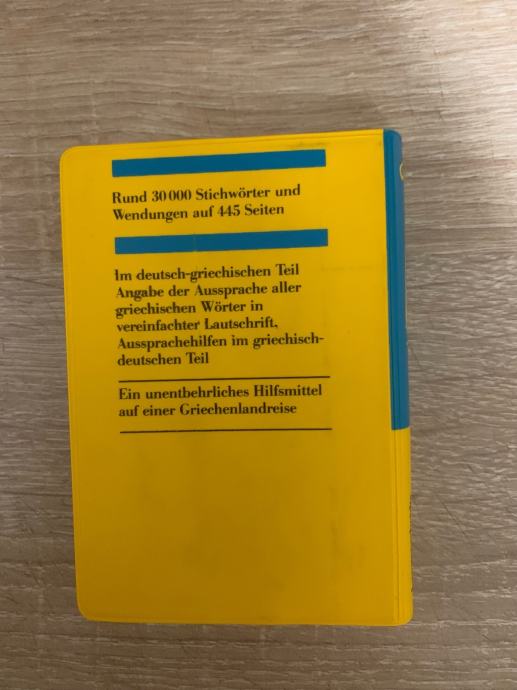 Rund 30 000 Stichwörter und
Wendungen auf 445 Seiten
Im deutsch-griechischen Teil
Angabe der Aussprache aller
griechischen Wörter in
vereinfachter Lautschrift,
Aussprachehilfen im griechisch-
deutschen Teil
Ein unentbehrliches Hilfsmittel
auf einer Griechenlandreise